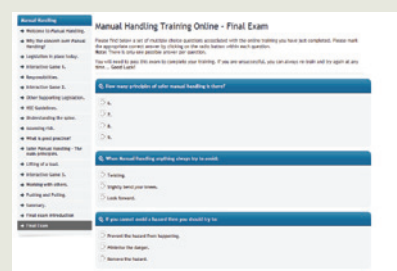 Manual Handling
Welcome to Manual Handling.
Why the concern over Manual Handling?
Legislation in place today.
Interactive Game 1.
Responsibilities.
Interactive Game 2.
Other Supporting Legislation.
HSE Guidelines.
Understanding the spine.
Assessing risk.
What is good practice?
Safer Manual Handling - The main principles.
Lifting of a load.
Interactive Game 3.
Working with others.
Pushing and Pulling.
Summary.
Final exam introduction
Final Exam
Manual Handling Training Online - Final Exam
Please find below a set of multiple choice questions associated with the online training you have just completed. Please mark
the appropriate correct answer by clicking on the radio button within each question.
Note: There is only one possible answer per question.
You will need to pass this exam to complete your training. If you are unsuccessful, you can always re-train and try again at any
time ... Good Luck!
Q. How many principles of safer manual handling is there?
6.
7.
8.
Q. When Manual Handling anything always try to avoid:
Twisting.
Slightly bend your knees.
Look forward.
Q. If you cannot avoid a hazard then you should try to:
Prevent the hazard from happening.
Minimise the danger.
Remove the hazard.